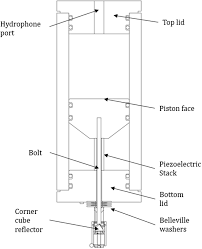 Hydrophone
port
Top lid
Piston face
Bolt
Piezoelectric
Stack
Bottom
lid
Corner
cube
reflector
Belleville
washers